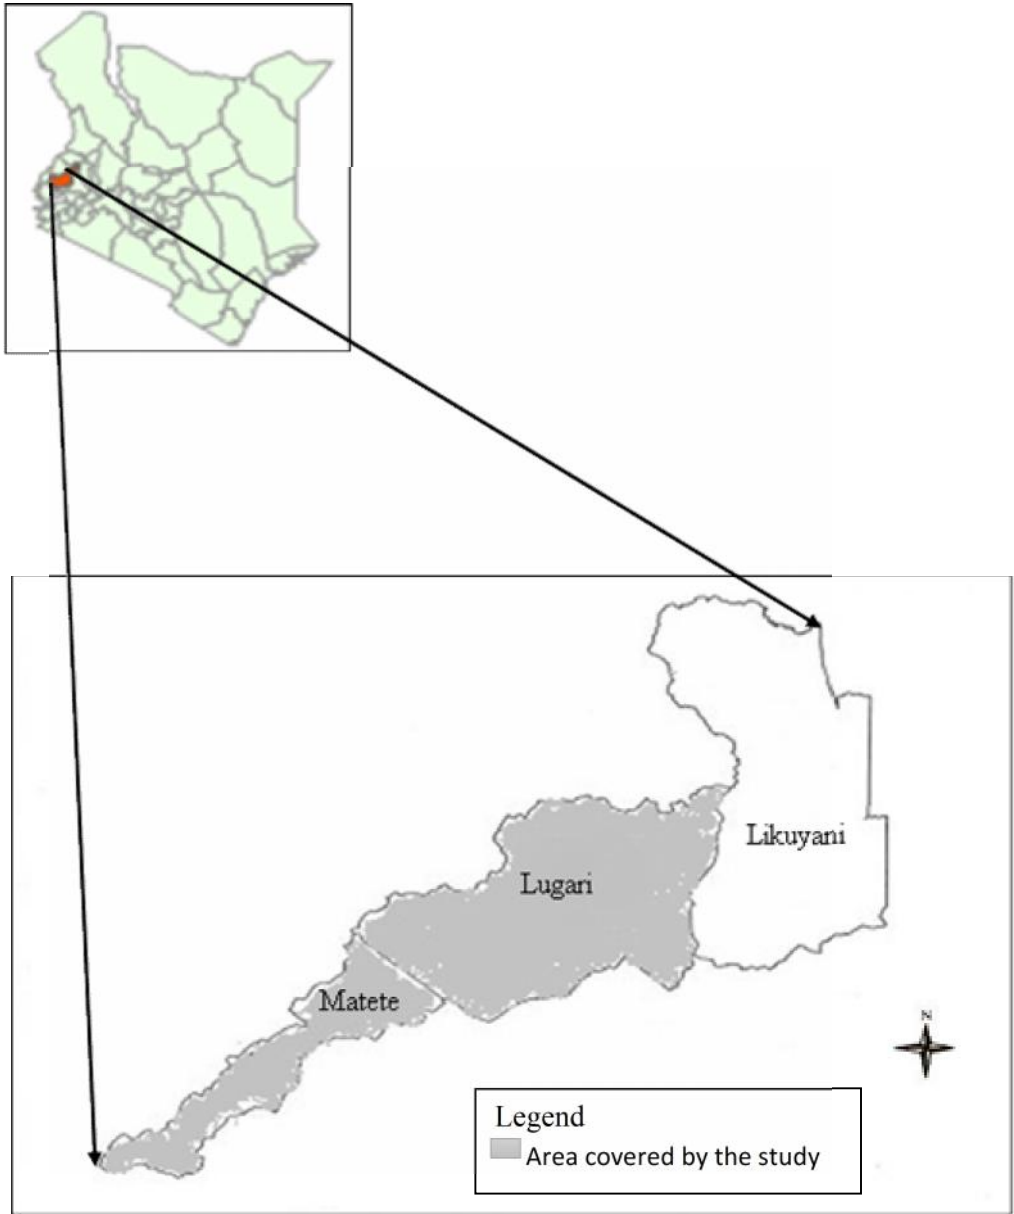 Likuyani
Lugari
Matete
N
Legend
Area covered by the study